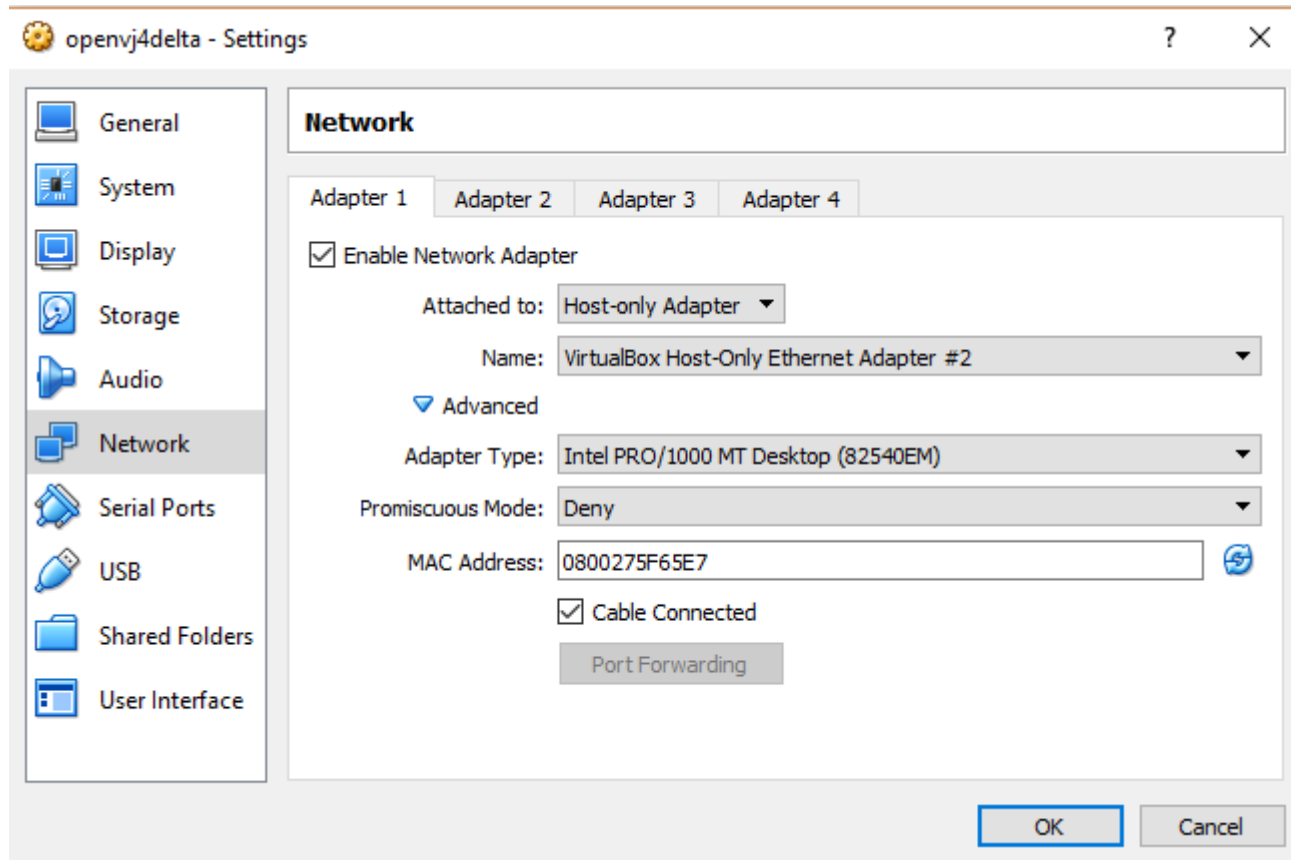 openvj4delta - Settings ? ×
General
System
Display
Storage
Audio
Network
Serial Ports
USB
Shared Folders
User Interface
Network
Adapter 1 Adapter 2 Adapter 3 Adapter 4
Enable Network Adapter
Attached to: Host-only Adapter
Name: VirtualBox Host-Only Ethernet Adapter #2
Advanced
Adapter Type: Intel PRO/1000 MT Desktop (82540EM)
Promiscuous Mode: Deny
MAC Address: 0800275F65E7
Cable Connected
Port Forwarding
OK Cancel